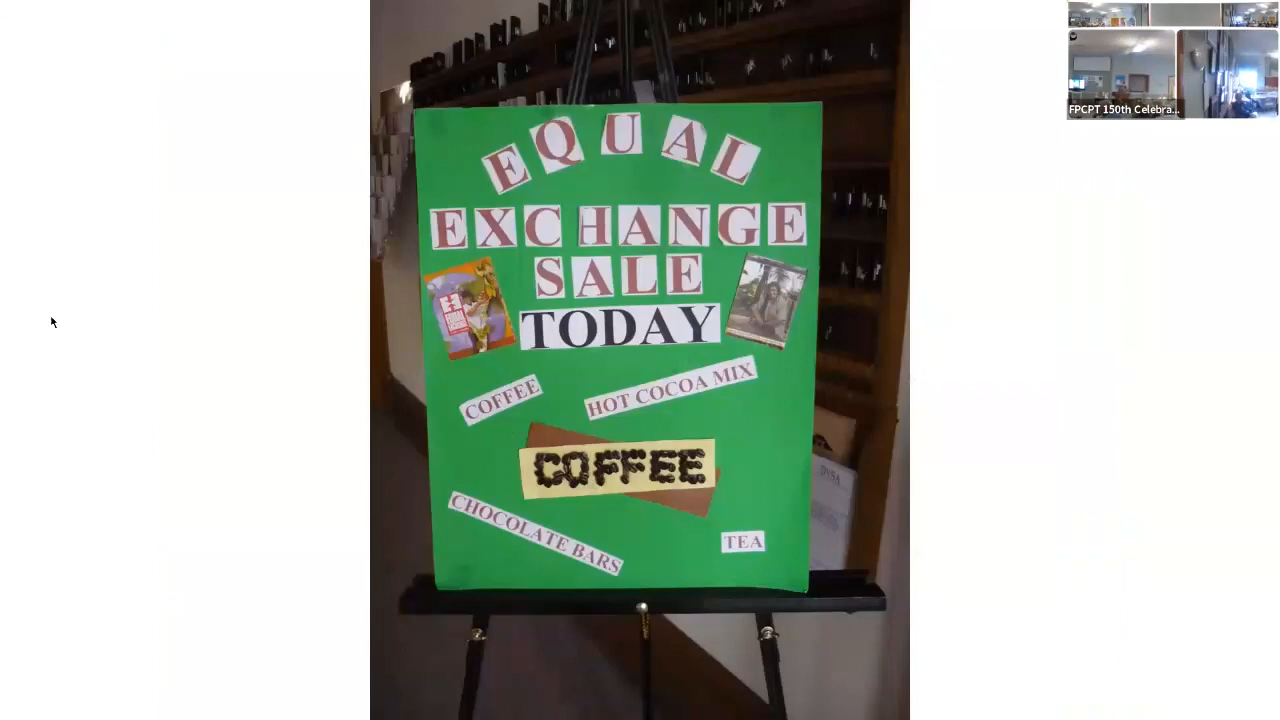 FPCPT 150th Celebra...
EQUAL
EXCHANGE
SALE
TODAY
COFFEE
HOT COCOA MIX
COFFEE
CHOCOLATE BARS
TEA